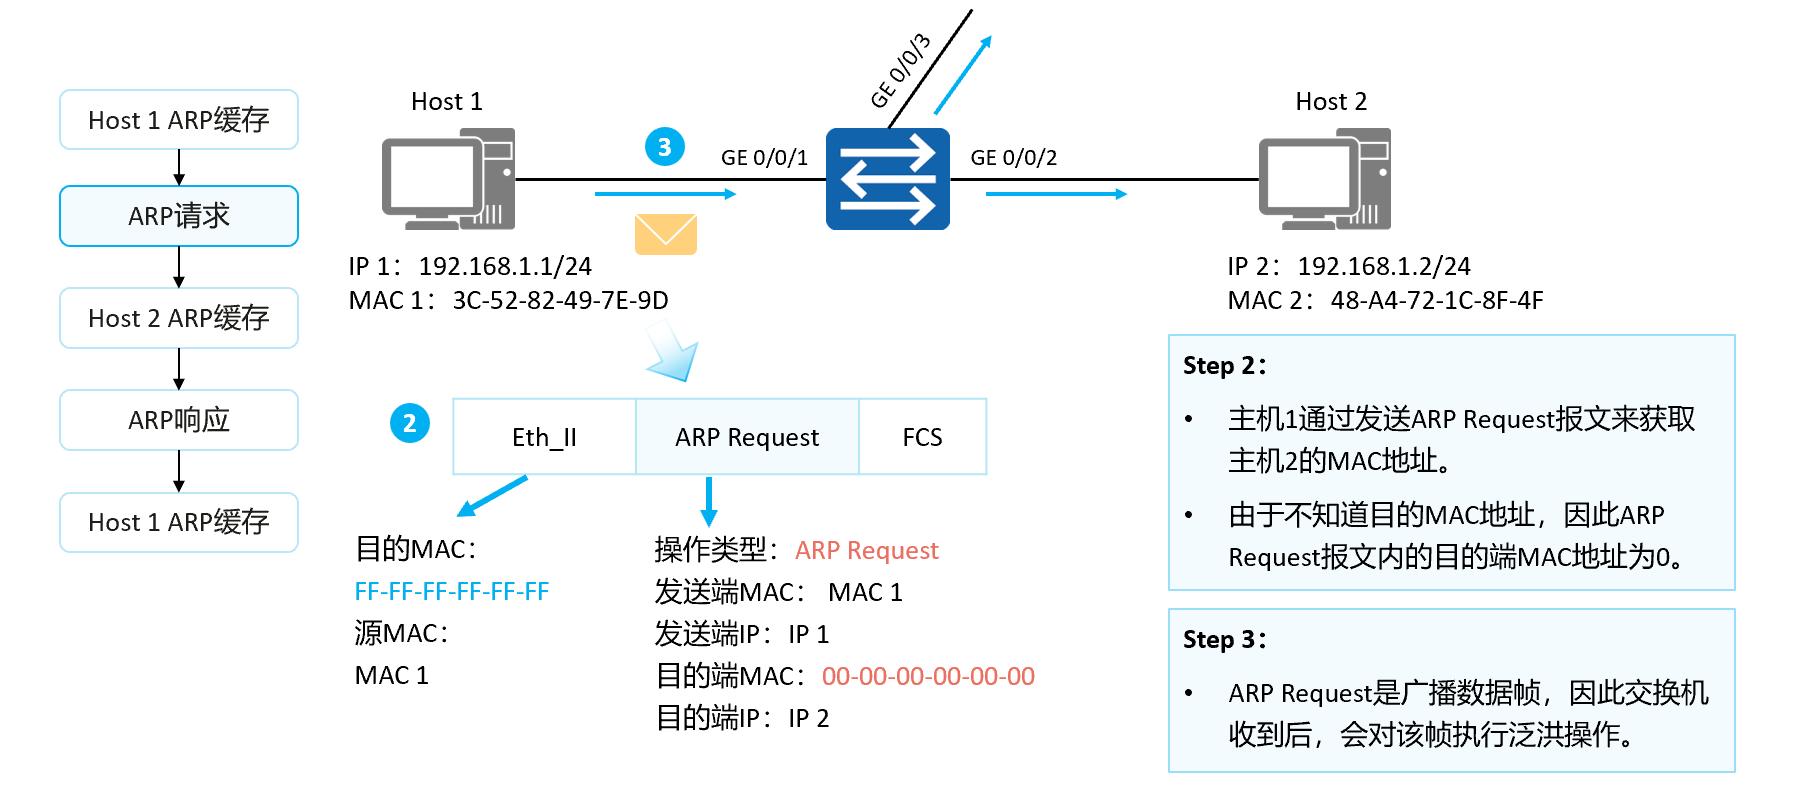 Host 1 ARP缓存
ARP请求
Host 2 ARP缓存
ARP响应
Host 1 ARP缓存
Host 1
3
GE 0/0/1
GE 0/0/3
GE 0/0/2
Host 2
IP 1：192.168.1.1/24
MAC 1：3C-52-82-49-7E-9D
IP 2：192.168.1.2/24
MAC 2：48-A4-72-1C-8F-4F
2
Eth_II
ARP Request
FCS
目的MAC：
FF-FF-FF-FF-FF-FF
源MAC：
MAC 1
操作类型：ARP Request
发送端MAC： MAC 1
发送端IP：IP 1
目的端MAC：00-00-00-00-00-00
目的端IP：IP 2
Step 2：
• 主机1通过发送ARP Request报文来获取
主机2的MAC地址。
• 由于不知道目的MAC地址，因此ARP
Request报文内的目的端MAC地址为0。
Step 3：
• ARP Request是广播数据帧，因此交换机
收到后，会对该帧执行泛洪操作。